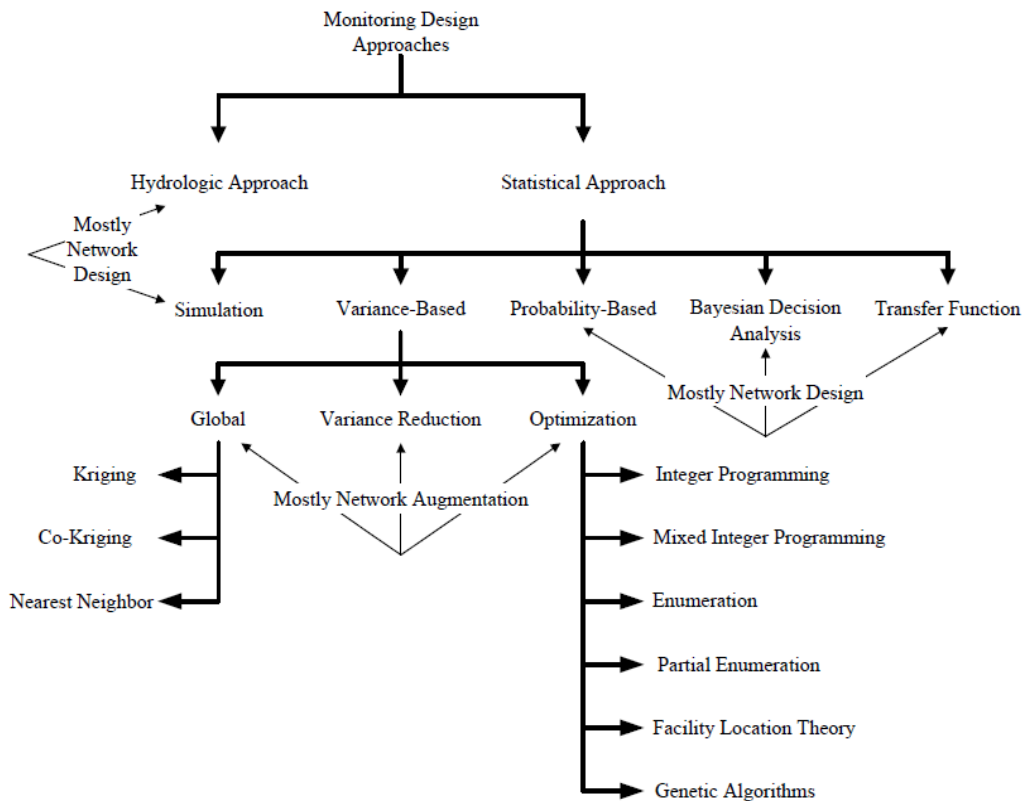 Monitoring Design
Approaches
Hydrologic Approach
Statistical Approach
Mostly
Network
Design
Simulation
Variance-Based
Probability-Based
Bayesian Decision
Analysis
Transfer Function
Mostly Network Design
Global
Variance Reduction
Optimization
Kriging
Integer Programming
Mostly Network Augmentation
Co-Kriging
Mixed Integer Programming
Nearest Neighbor
Enumeration
Partial Enumeration
Facility Location Theory
Genetic Algorithms